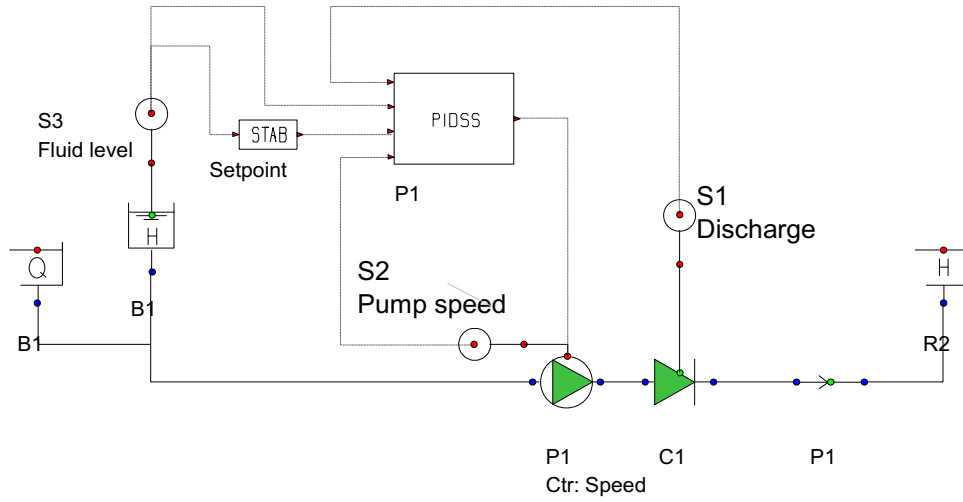 S3
Fluid level
STAB
Setpoint
PIDSS
P1
S1
Discharge
H
Q
H
S2
Pump speed
B1
B1
R2
P1
Ctr: Speed
C1
P1